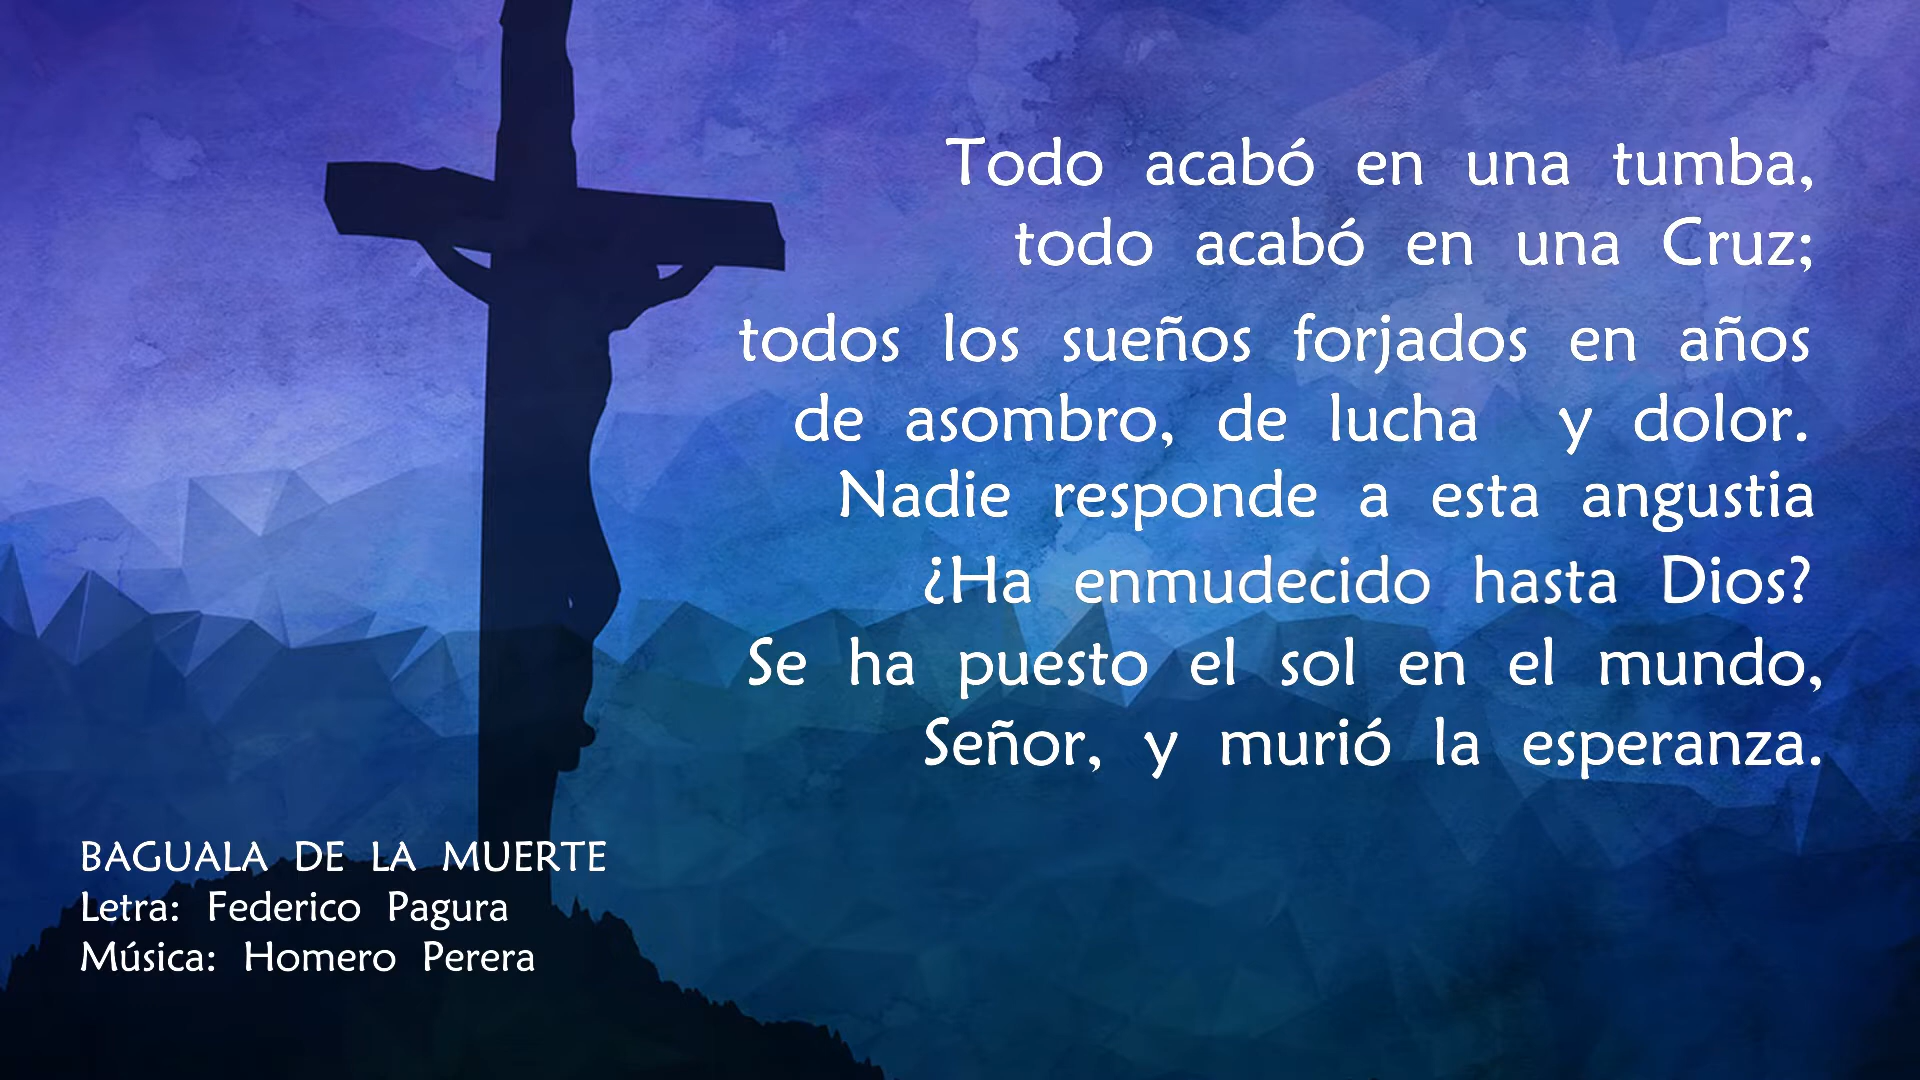 Todo acabó en una tumba,
todo acabó en una Cruz;
todos los sueños forjados en años
de asombro, de lucha y dolor.
Nadie responde a esta angustia
¿Ha enmudecido hasta Dios?
Se ha puesto el sol en el mundo,
Señor, y murió la esperanza.
BAGUALA DE LA MUERTE
Letra: Federico Pagura
Música: Homero Perera